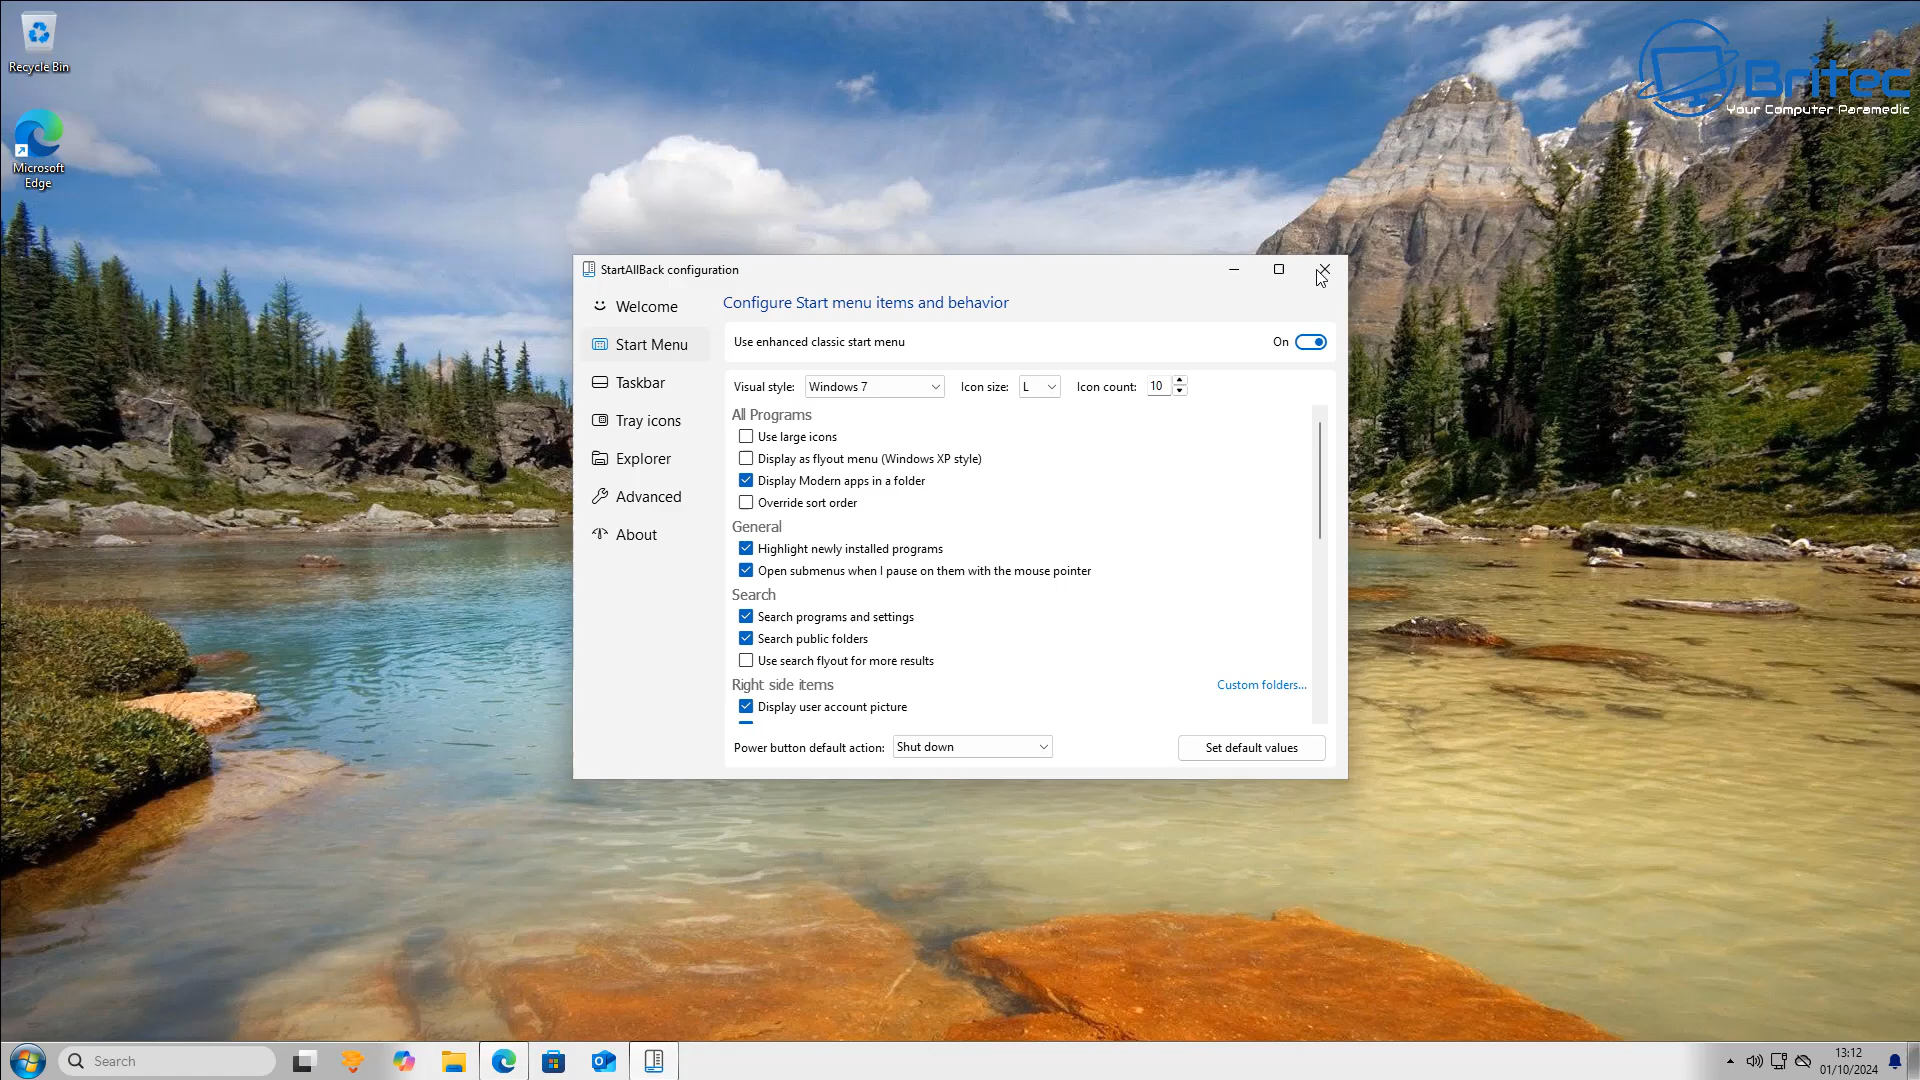 Recycle Bin
Microsoft
Edge
Britec
Your Computer Paramedic
StartAllBack configuration
Welcome
Start Menu
Taskbar
Tray icons
Explorer
Advanced
About
Configure Start menu items and behavior
Use enhanced classic start menu
On
Visual style: Windows 7 Icon size: L Icon count: 10
All Programs
Use large icons
Display as flyout menu (Windows XP style)
Display Modern apps in a folder
Override sort order
General
Highlight newly installed programs
Open submenus when I pause on them with the mouse pointer
Search
Search programs and settings
Search public folders
Use search flyout for more results
Right side items
Custom folders...
Display user account picture
Power button default action: Shut down
Set default values
Search
13:12
01/10/2024